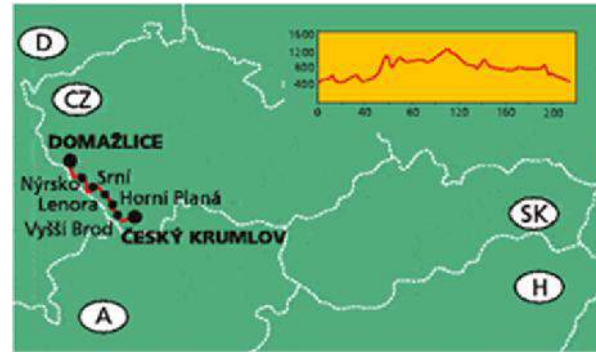 D
CZ
DOMAŽLICE
Nýrsko
Srní
Lenora
Horní Planá
Vyšší Brod
ČESKÝ KRUMLOV
A
SK
H
1600
1200
800
400
0
40
80
120
160
200